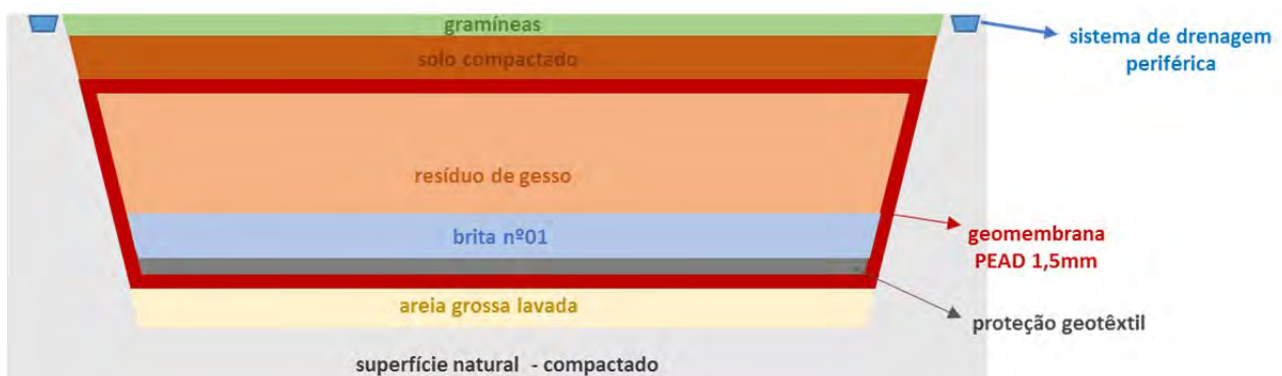 gramíneas
sistema de drenagem
periférica
solo compactado
resíduo de gesso
brita nº01
geomembrana
PEAD 1,5mm
areia grossa lavada
proteção geotêxtil
superfície natural - compactado